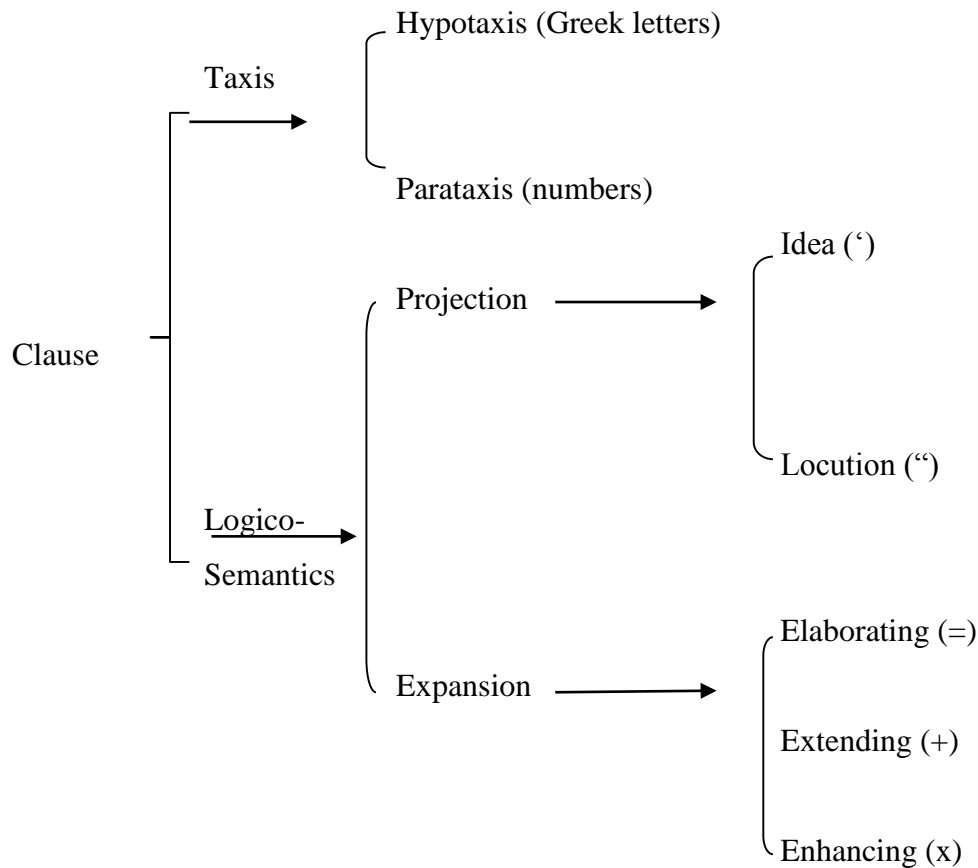 Hypotaxis (Greek letters)
Taxis
Parataxis (numbers)
Idea (‘)
Projection
Clause
Locution (“)
Logico-
Semantics
Elaborating (=)
Expansion
Extending (+)
Enhancing (x)